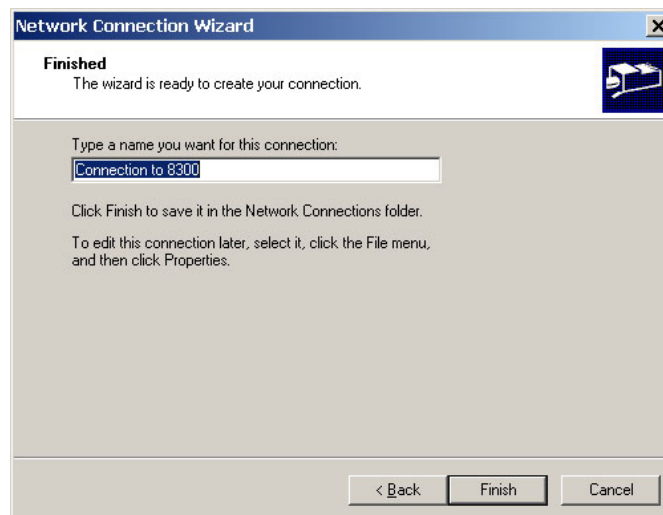 Network Connection Wizard
Finished
The wizard is ready to create your connection.
Type a name you want for this connection:
Connection to 8300
Click Finish to save it in the Network Connections folder.
To edit this connection later, select it, click the File menu,
and then click Properties.
< Back Finish Cancel